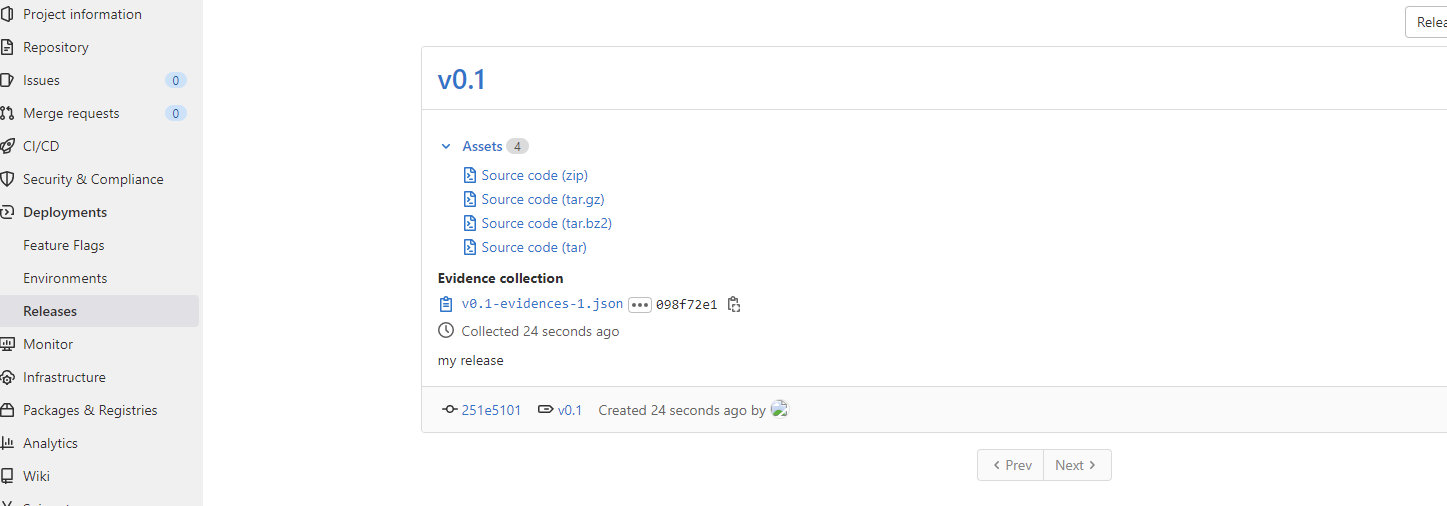 Project information
Repository
Issues 0
Merge requests 0
CI/CD
Security & Compliance
Deployments
Feature Flags
Environments
Releases
Monitor
Infrastructure
Packages & Registries
Analytics
Wiki
v0.1
Assets 4
Source code (zip)
Source code (tar.gz)
Source code (tar.bz2)
Source code (tar)
Evidence collection
v0.1-evidences-1.json 098f72e1
Collected 24 seconds ago
my release
251e5101 v0.1 Created 24 seconds ago by
Prev Next